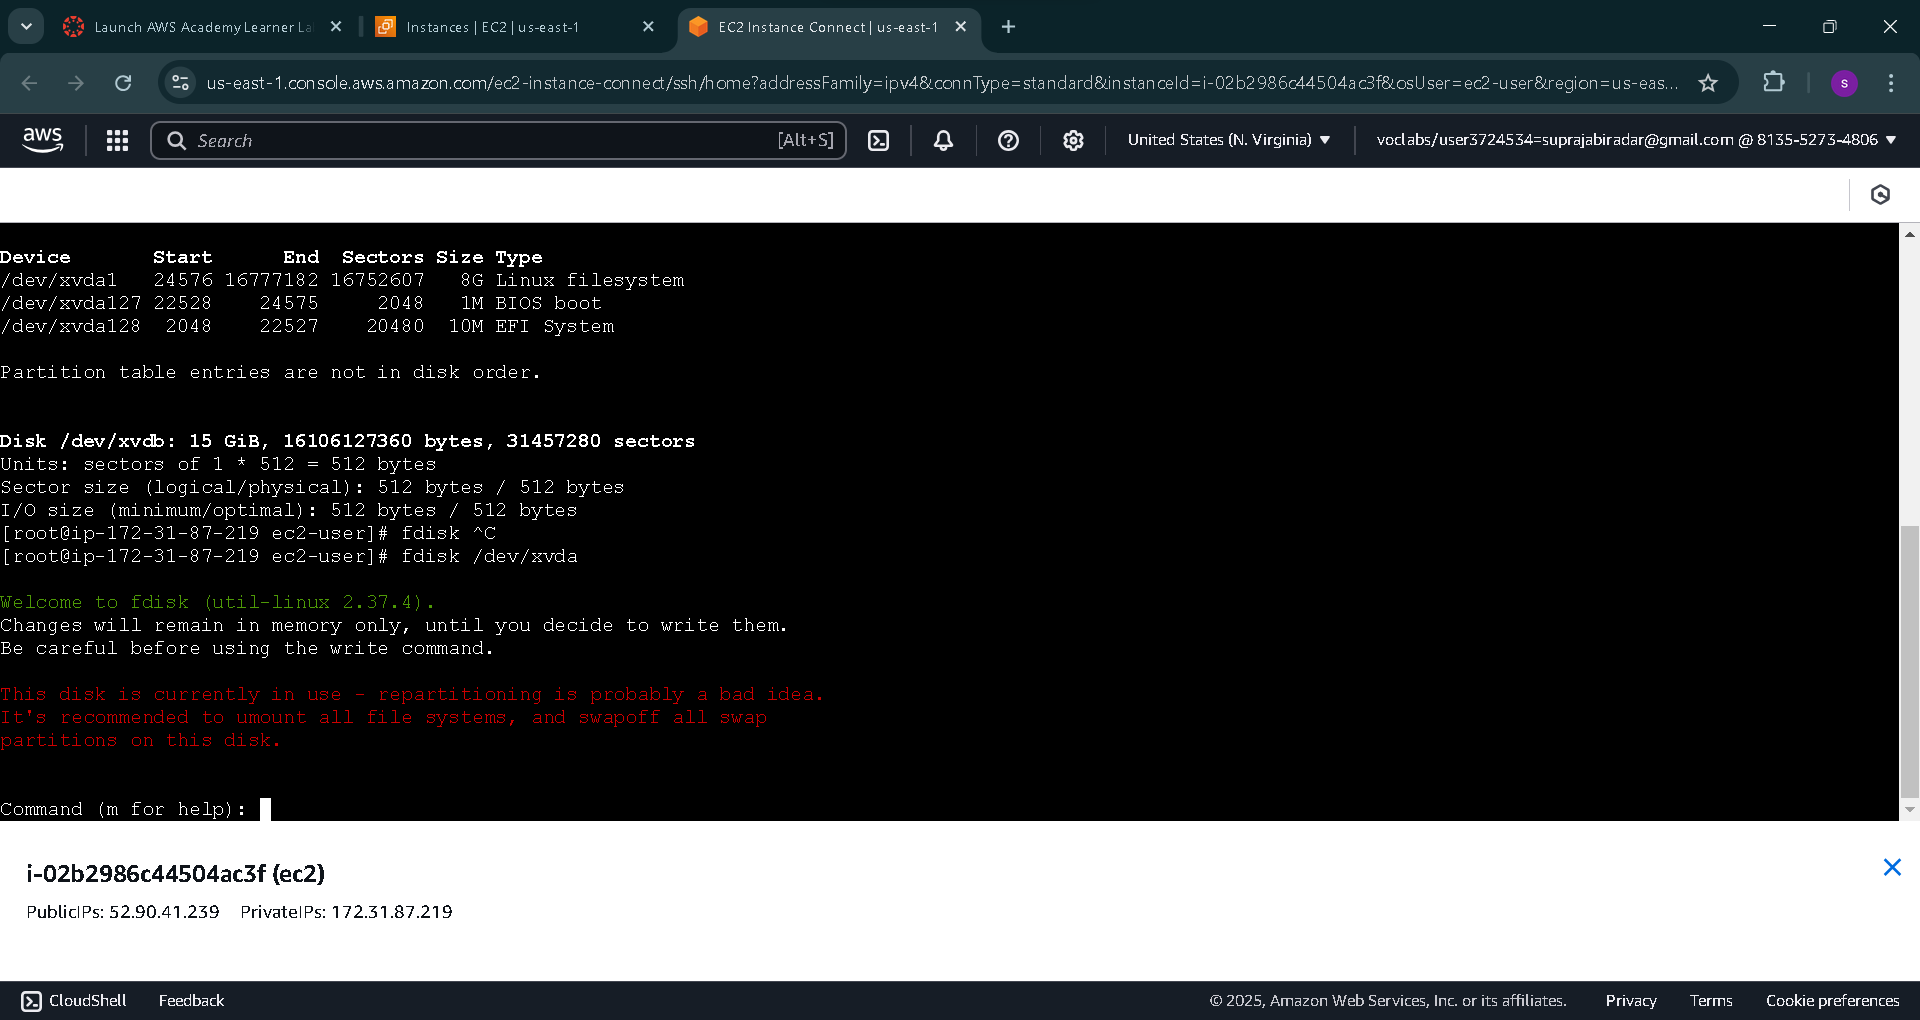 Launch AWS Academy Learner La
Instances | EC2 | us-east-1
EC2 Instance Connect | us-east-1
us-east-1.console.aws.amazon.com/ec2-instance-connect/ssh/home?addressFamily=ipv4&connType=standard&instanceId=i-02b2986c44504ac3f&osUser=ec2-user&region=us-eas...
S
aws
Search
[Alt+S]
United States (N. Virginia) ▼
voclabs/user3724534=suprajabiradar@gmail.com @ 8135-5273-4806 ▼
Device       Start      End  Sectors Size Type
/dev/xvda1   24576 16777182 16752607   8G Linux filesystem
/dev/xvda127 22528    24575     2048   1M BIOS boot
/dev/xvda128  2048    22527    20480  10M EFI System
Partition table entries are not in disk order.
Disk /dev/xvdb: 15 GiB, 16106127360 bytes, 31457280 sectors
Units: sectors of 1 * 512 = 512 bytes
Sector size (logical/physical): 512 bytes / 512 bytes
I/O size (minimum/optimal): 512 bytes / 512 bytes
[root@ip-172-31-87-219 ec2-user]# fdisk ^C
[root@ip-172-31-87-219 ec2-user]# fdisk /dev/xvda
Welcome to fdisk (util-linux 2.37.4).
Changes will remain in memory only, until you decide to write them.
Be careful before using the write command.
This disk is currently in use - repartitioning is probably a bad idea.
It's recommended to umount all file systems, and swapoff all swap
partitions on this disk.
Command (m for help):
i-02b2986c44504ac3f (ec2)
PublicIPs: 52.90.41.239    PrivateIPs: 172.31.87.219
CloudShell
Feedback
© 2025, Amazon Web Services, Inc. or its affiliates.
Privacy
Terms
Cookie preferences